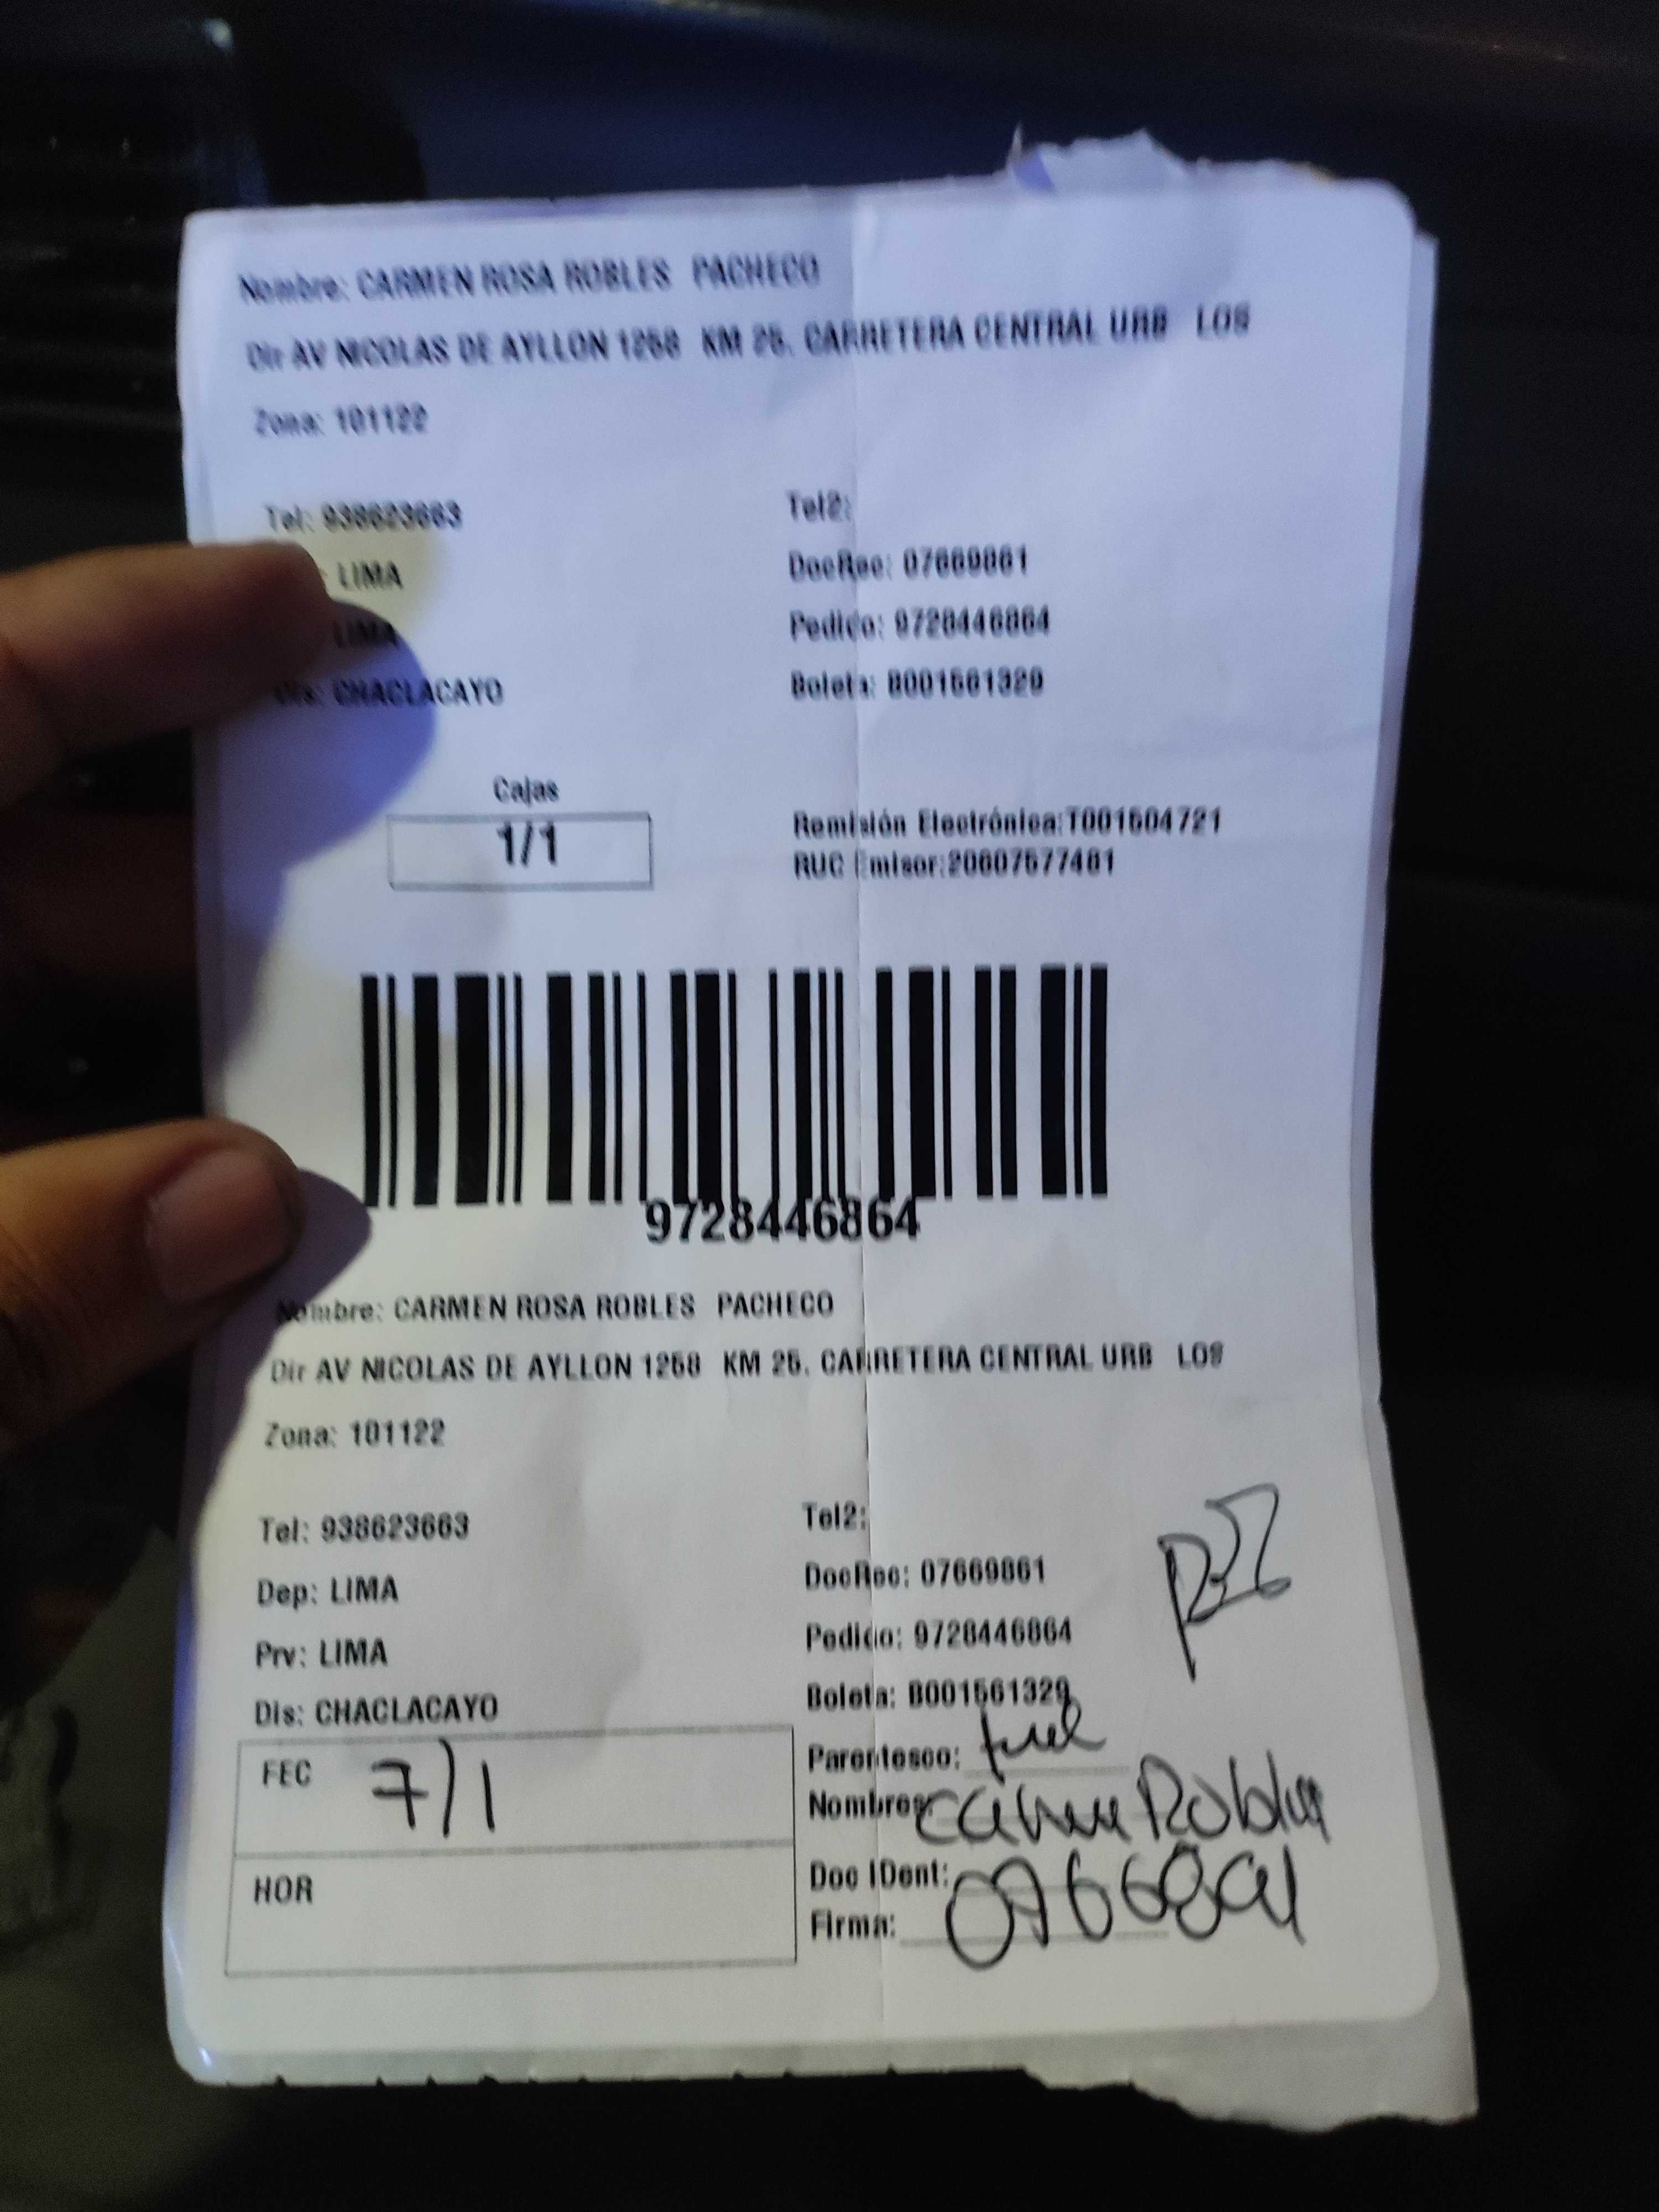 Nombre: CARMEN ROSA ROBLES PACHECO
Dir AV NICOLAS DE AYLLON 1258 KM 25. CARRETERA CENTRAL URB LOS
Zona: 101122
Tel: 938623663 Tel2:
LIMA DocRec: 07669861
LIMA Pedido: 9728446864
Dis: CHACLACAYO Boleta: B001561329
Cajas
1/1
Remisión Electrónica:T001504721
RUC Emisor:20607577481
9728446864
Nombre: CARMEN ROSA ROBLES PACHECO
Dir AV NICOLAS DE AYLLON 1258 KM 25. CARRETERA CENTRAL URB LOS
Zona: 101122
Tel: 938623663 Tel2:
Dep: LIMA DocRec: 07669861
Prv: LIMA Pedido: 9728446864
Dis: CHACLACAYO Boleta: B001561329
FEC 7/1 Parentesco:
Nombres: Carmen Robles
HOR Doc IDent:
Firma: